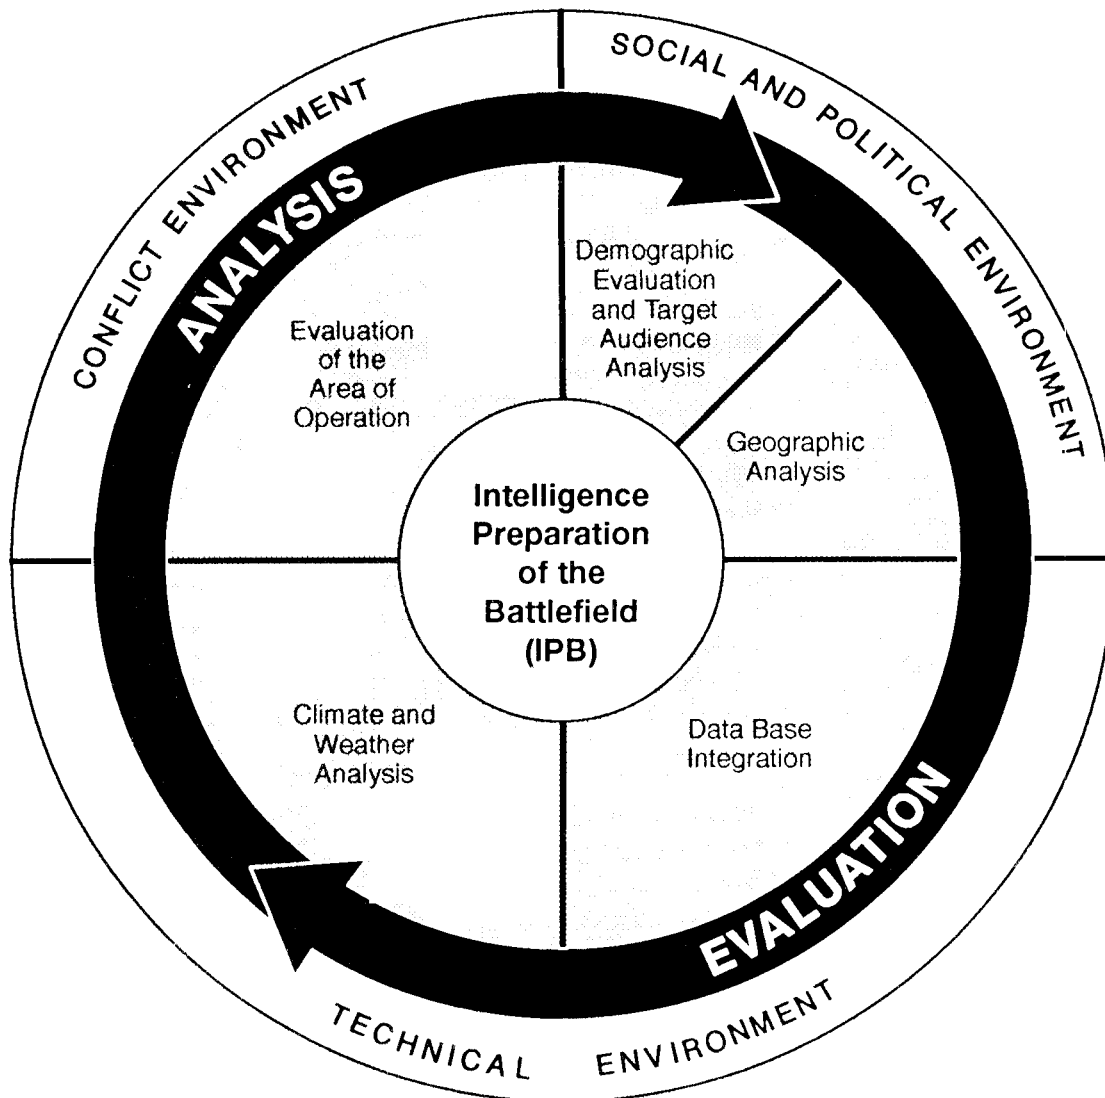 SOCIAL AND POLITICAL ENVIRONMENT
CONFLICT ENVIRONMENT
ANALYSIS
Demographic
Evaluation
and Target
Audience
Analysis
Evaluation
of the
Area of
Operation
Geographic
Analysis
Intelligence
Preparation
of the
Battlefield
(IPB)
Climate and
Weather
Analysis
Data Base
Integration
EVALUATION
TECHNICAL ENVIRONMENT